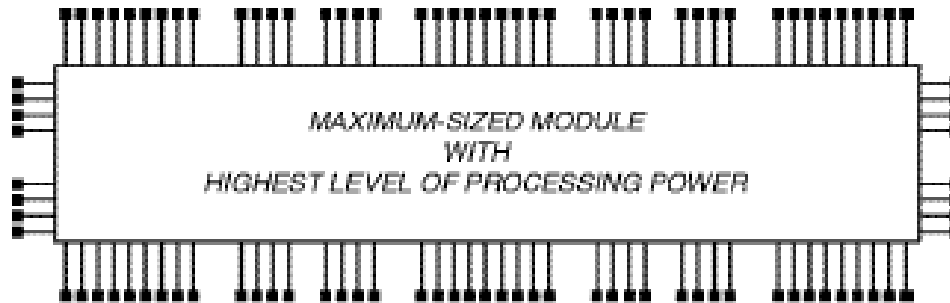 MAXIMUM-SIZED MODULE
WITH
HIGHEST LEVEL OF PROCESSING POWER